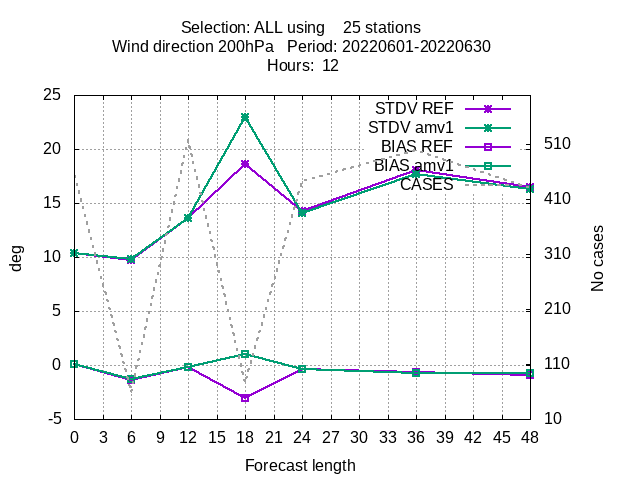 Selection: ALL using    25 stations
Wind direction 200hPa   Period: 20220601-20220630
Hours:  12
STDV REF
STDV amv1
BIAS REF
BIAS amv1
CASES
25
20
15
10
5
0
-5
deg
510
410
310
210
110
10
No cases
0 3 6 9 12 15 18 21 24 27 30 33 36 39 42 45 48
Forecast length